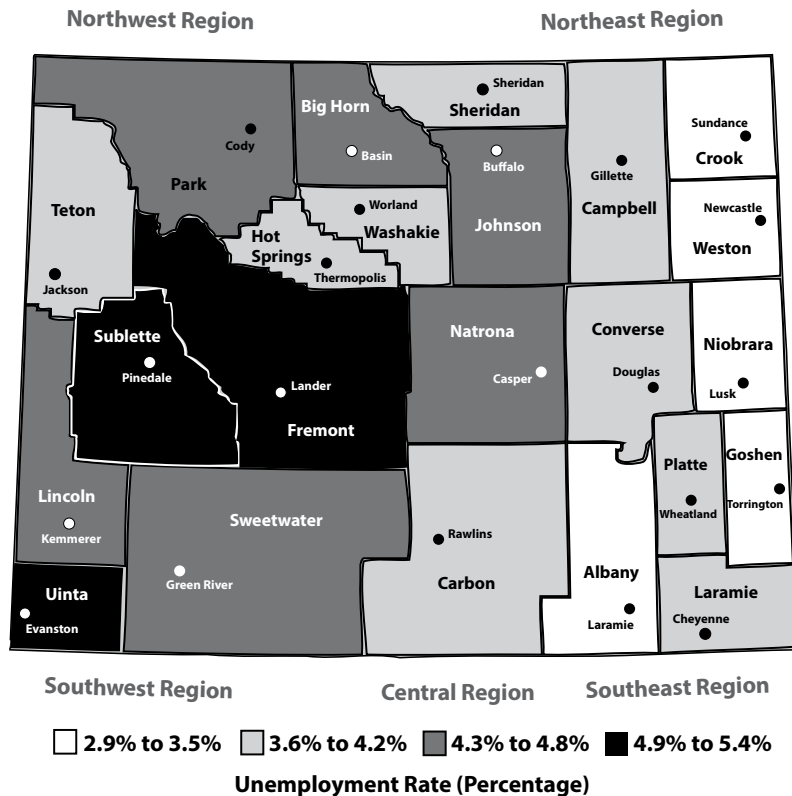 Northwest Region
Northeast Region
Sheridan
Sheridan
Big Horn
Basin
Cody
Park
Buffalo
Johnson
Gillette
Campbell
Sundance
Crook
Newcastle
Weston
Teton
Jackson
Worland
Washakie
Hot
Springs
Thermopolis
Sublette
Pinedale
Lander
Fremont
Natrona
Casper
Converse
Douglas
Niobrara
Lusk
Platte
Wheatland
Goshen
Torrington
Lincoln
Kemmerer
Sweetwater
Green River
Rawlins
Carbon
Albany
Laramie
Laramie
Cheyenne
Uinta
Evanston
Southwest Region
Central Region
Southeast Region
2.9% to 3.5% 3.6% to 4.2% 4.3% to 4.8% 4.9% to 5.4%
Unemployment Rate (Percentage)